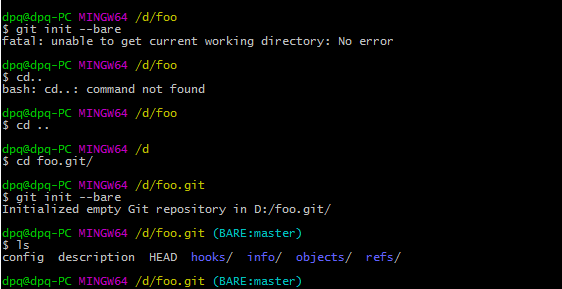 dpq@dpq-PC MINGW64 /d/foo
$ git init --bare
fatal: unable to get current working directory: No error
dpq@dpq-PC MINGW64 /d/foo
$ cd..
bash: cd..: command not found
dpq@dpq-PC MINGW64 /d/foo
$ cd ..
dpq@dpq-PC MINGW64 /d
$ cd foo.git/
dpq@dpq-PC MINGW64 /d/foo.git
$ git init --bare
Initialized empty Git repository in D:/foo.git/
dpq@dpq-PC MINGW64 /d/foo.git (BARE:master)
$ ls
config  description  HEAD  hooks/  info/  objects/  refs/
dpq@dpq-PC MINGW64 /d/foo.git (BARE:master)